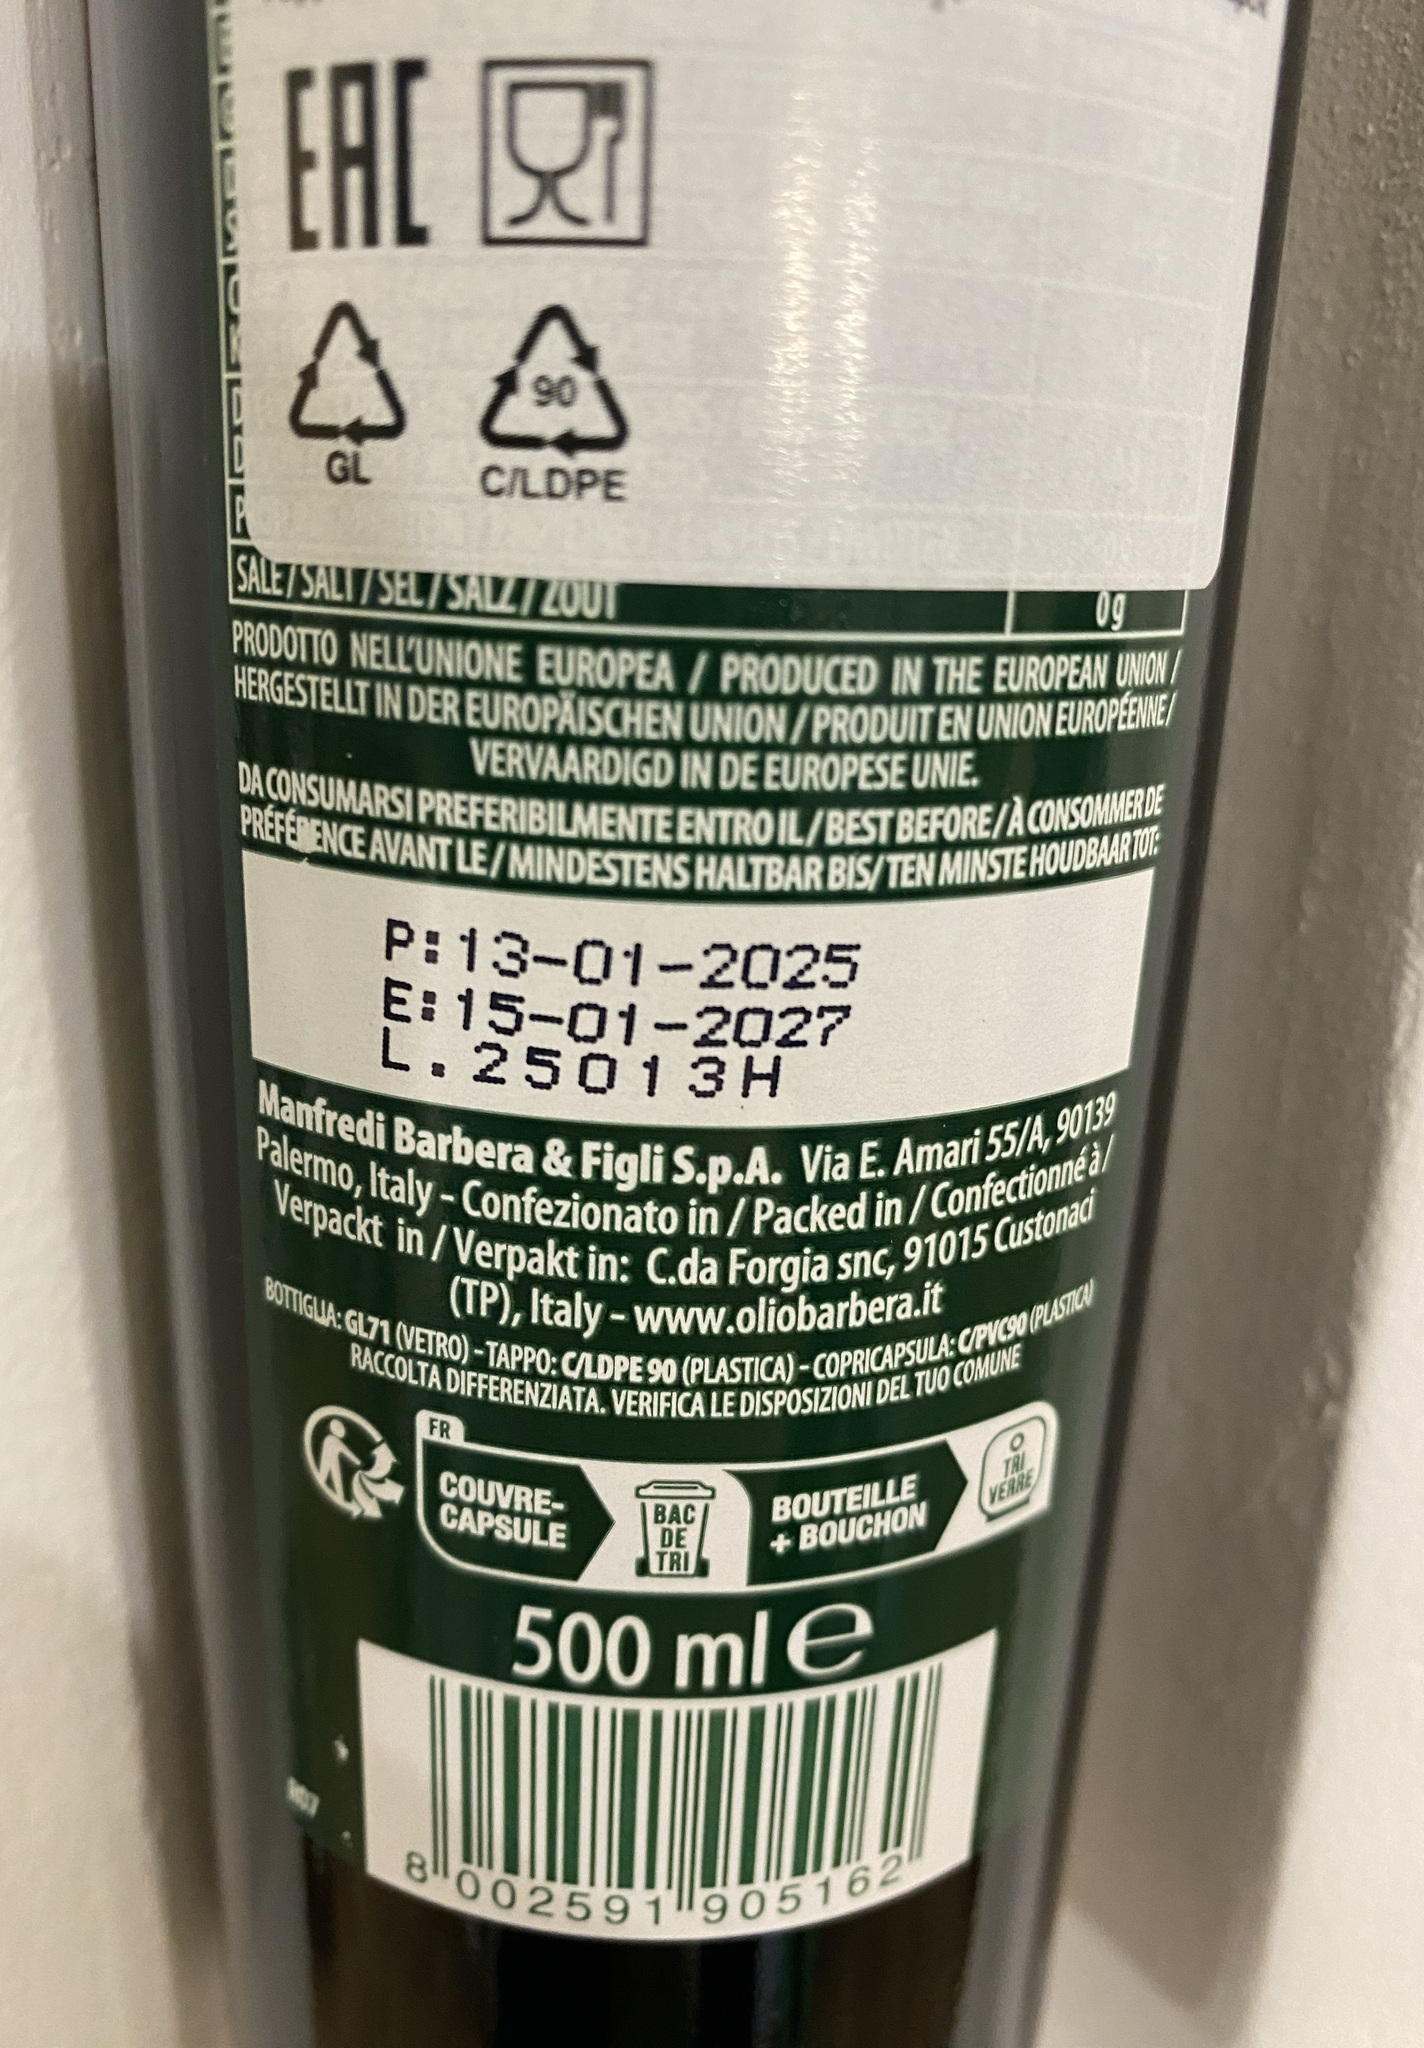 EAC
GL
90
C/LDPE
SALE / SALT / SEL / SALZ / ZOUT 0 g
PRODOTTO NELL'UNIONE EUROPEA / PRODUCED IN THE EUROPEAN UNION /
HERGESTELLT IN DER EUROPÄISCHEN UNION / PRODUIT EN UNION EUROPÉENNE /
VERVAARDIGD IN DE EUROPESE UNIE.
DA CONSUMARSI PREFERIBILMENTE ENTRO IL / BEST BEFORE / À CONSOMMER DE
PRÉFÉRENCE AVANT LE / MINDESTENS HALTBAR BIS / TEN MINSTE HOUDBAAR TOT:
P:13-01-2025
E:15-01-2027
L.25013H
Manfredi Barbera & Figli S.p.A. Via E. Amari 55/A, 90139
Palermo, Italy - Confezionato in / Packed in / Confectionné à /
Verpackt in / Verpakt in: C.da Forgia snc, 91015 Custonaci
(TP), Italy - www.oliobarbera.it
BOTTIGLIA: GL71 (VETRO) - TAPPO: C/LDPE 90 (PLASTICA) - COPRICAPSULA: C/PVC90 (PLASTICA)
RACCOLTA DIFFERENZIATA. VERIFICA LE DISPOSIZIONI DEL TUO COMUNE
FR
COUVRE-
CAPSULE
BAC
DE
TRI
BOUTEILLE
+ BOUCHON
TRI
VERRE
500 ml e
8 002591 905162